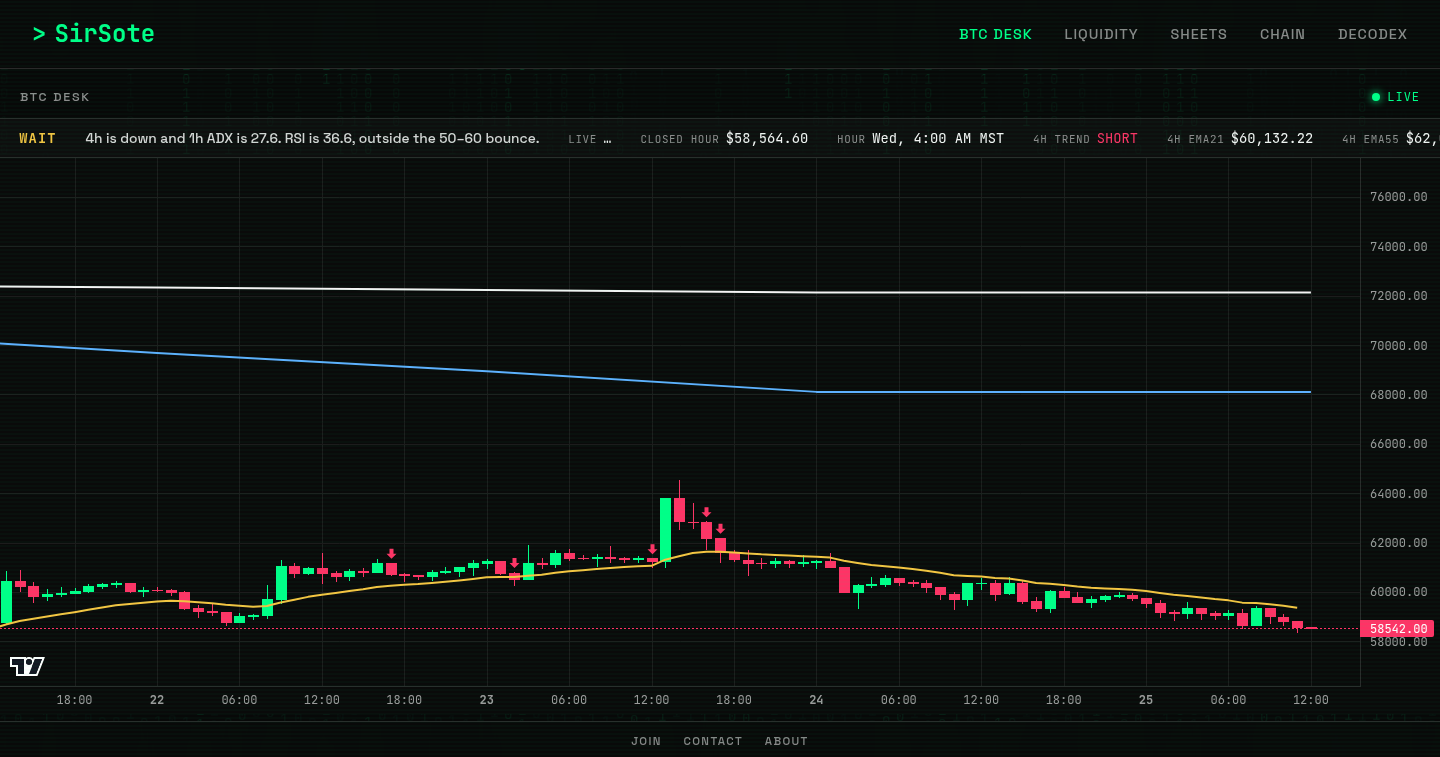 > SirSote
BTC DESK LIQUIDITY SHEETS CHAIN DECODEX
BTC DESK
LIVE
WAIT 4h is down and 1h ADX is 27.6. RSI is 36.6, outside the 50–60 bounce. LIVE … CLOSED HOUR $58,564.60 HOUR Wed, 4:00 AM MST 4H TREND SHORT 4H EMA21 $60,132.22 4H EMA55 $62,
76000.00
74000.00
72000.00
70000.00
68000.00
66000.00
64000.00
62000.00
60000.00
58542.00
58000.00
18:00 22 06:00 12:00 18:00 23 06:00 12:00 18:00 24 06:00 12:00 18:00 25 06:00 12:00
JOIN CONTACT ABOUT